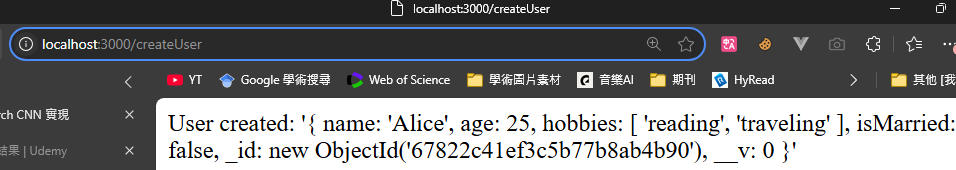 localhost:3000/createUser
localhost:3000/createUser
YT Google 學術搜尋 Web of Science 學術圖片素材 音樂AI 期刊 HyRead 其他 [我
rch CNN 實現
結果 | Udemy
User created: '{ name: 'Alice', age: 25, hobbies: [ 'reading', 'traveling' ], isMarried:
false, _id: new ObjectId('67822c41ef3c5b77b8ab4b90'), __v: 0 }'